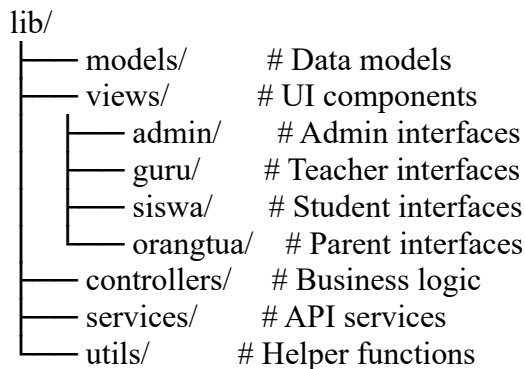 lib/
├── models/ # Data models
├── views/ # UI components
│ ├── admin/ # Admin interfaces
│ ├── guru/ # Teacher interfaces
│ ├── siswa/ # Student interfaces
│ └── orangtua/ # Parent interfaces
├── controllers/ # Business logic
├── services/ # API services
└── utils/ # Helper functions